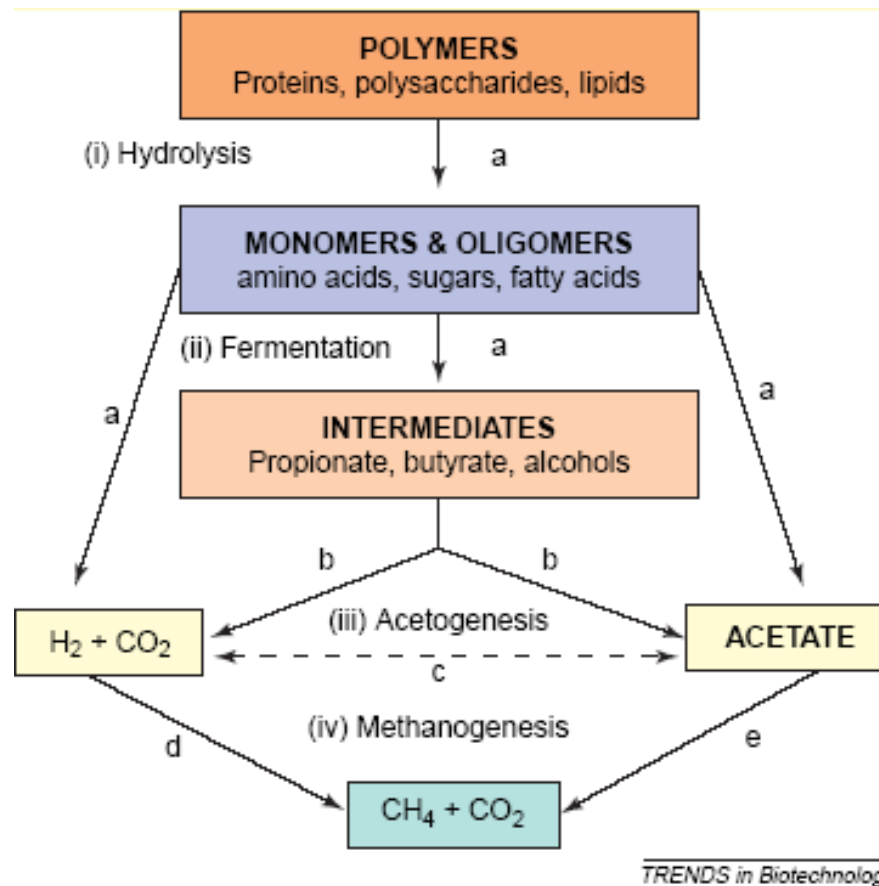 POLYMERS
Proteins, polysaccharides, lipids
(i) Hydrolysis
a
MONOMERS & OLIGOMERS
amino acids, sugars, fatty acids
(ii) Fermentation
a
a
a
INTERMEDIATES
Propionate, butyrate, alcohols
b
b
(iii) Acetogenesis
H2 + CO2
ACETATE
c
(iv) Methanogenesis
d
e
CH4 + CO2
TRENDS in Biotechnolog